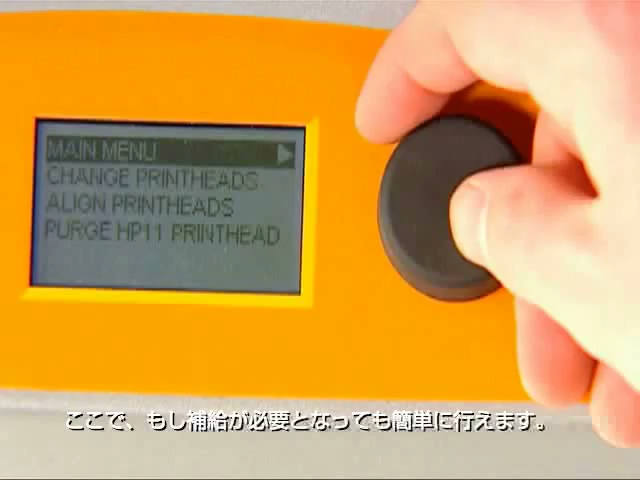 MAIN MENU
CHANGE PRINTHEADS
ALIGN PRINTHEADS
PURGE HP11 PRINTHEAD
ここで、もし補給が必要となっても簡単に行えます。